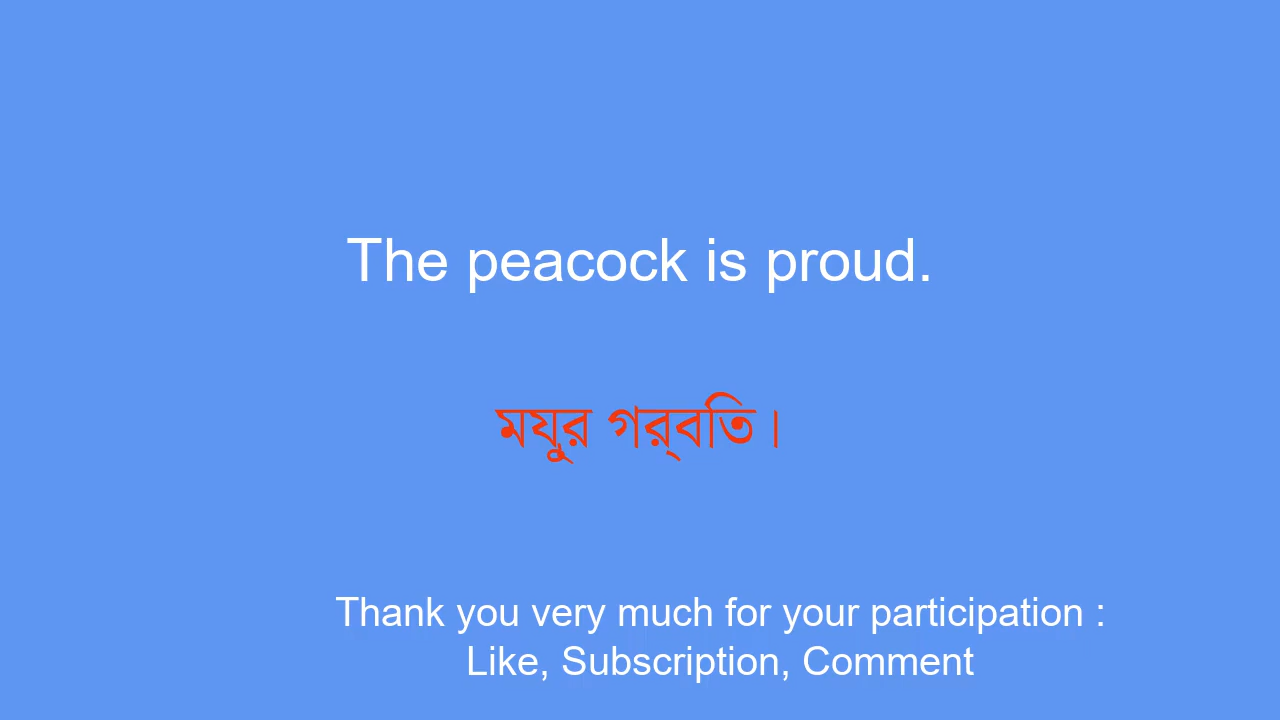 The peacock is proud.
ময়ুর গর্বিত।
Thank you very much for your participation :
Like, Subscription, Comment